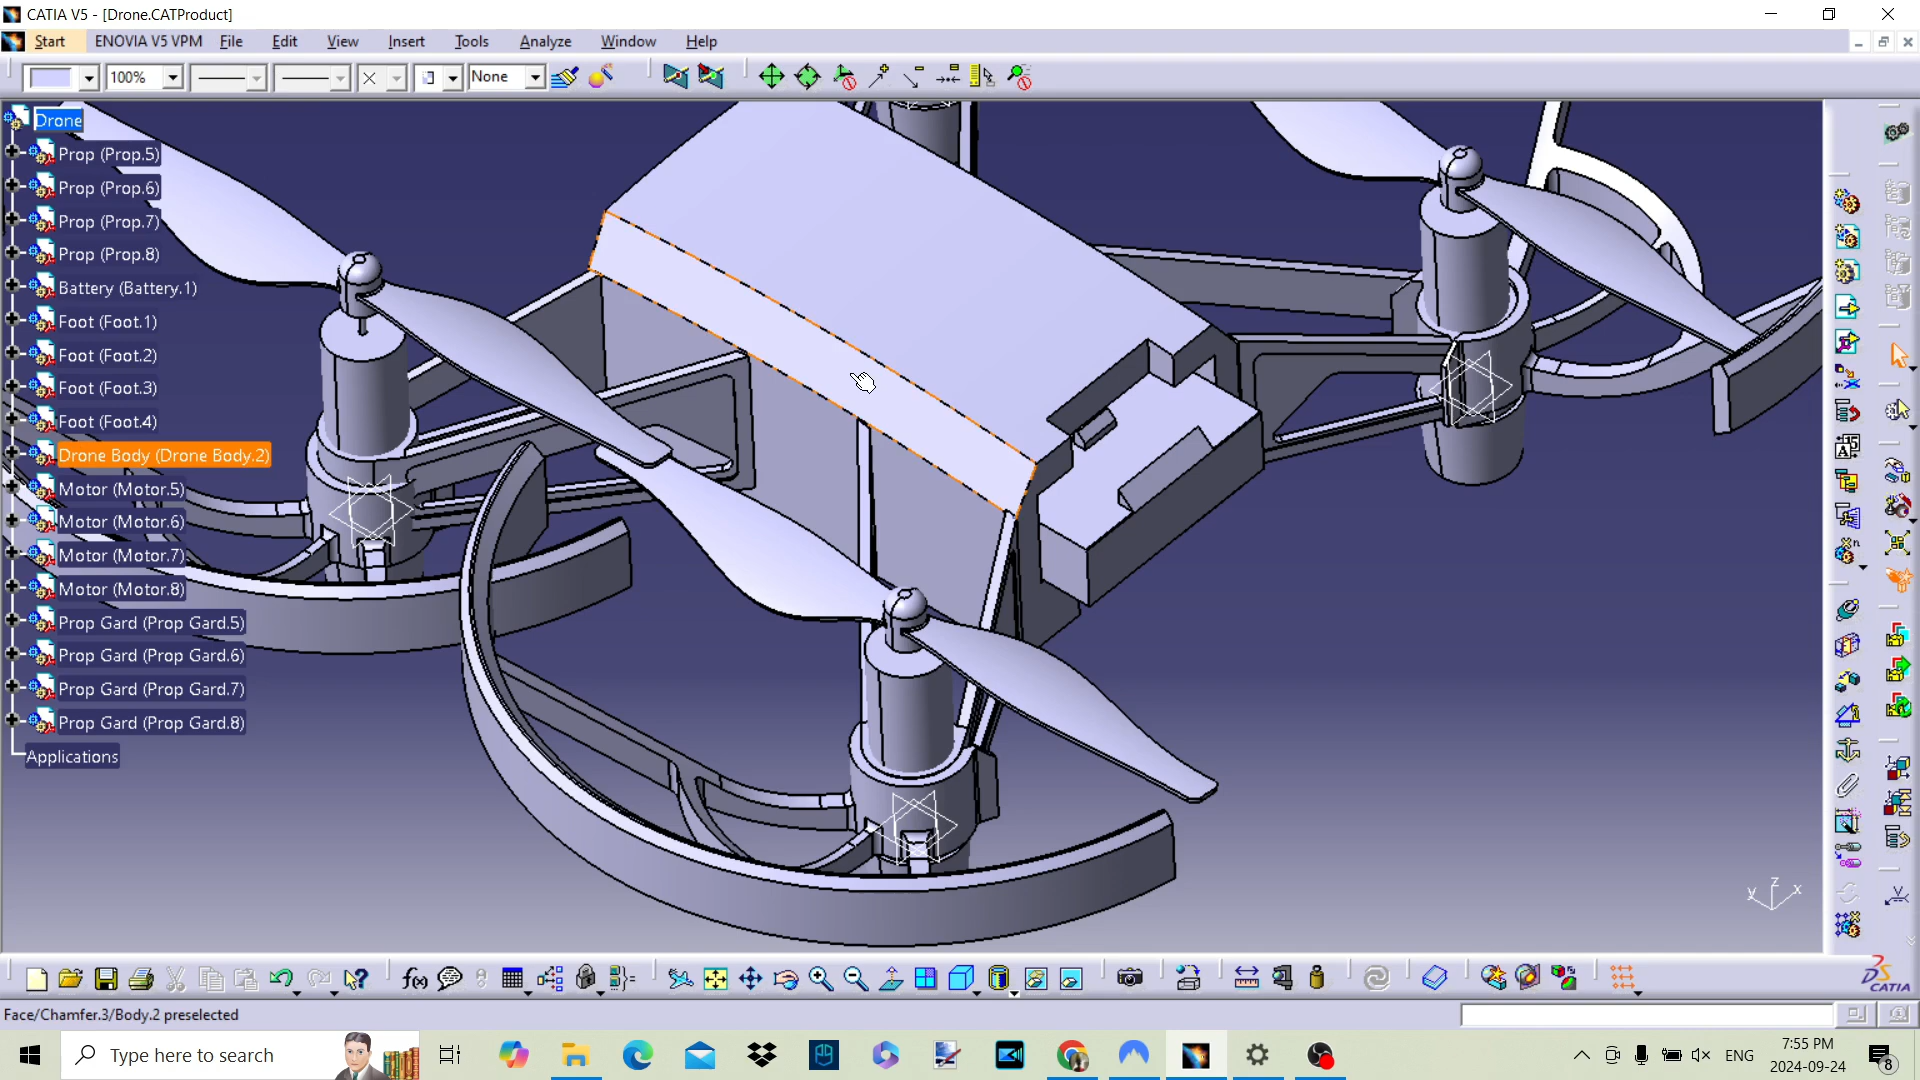 CATIA V5 - [Drone.CATProduct]
Start ENOVIA V5 VPM File Edit View Insert Tools Analyze Window Help
100% None
Drone
Prop (Prop.5)
Prop (Prop.6)
Prop (Prop.7)
Prop (Prop.8)
Battery (Battery.1)
Foot (Foot.1)
Foot (Foot.2)
Foot (Foot.3)
Foot (Foot.4)
Drone Body (Drone Body.2)
Motor (Motor.5)
Motor (Motor.6)
Motor (Motor.7)
Motor (Motor.8)
Prop Gard (Prop Gard.5)
Prop Gard (Prop Gard.6)
Prop Gard (Prop Gard.7)
Prop Gard (Prop Gard.8)
Applications
y z x
f(x)
CATIA
Face/Chamfer.3/Body.2 preselected
Type here to search
ENG
7:55 PM
2024-09-24
8